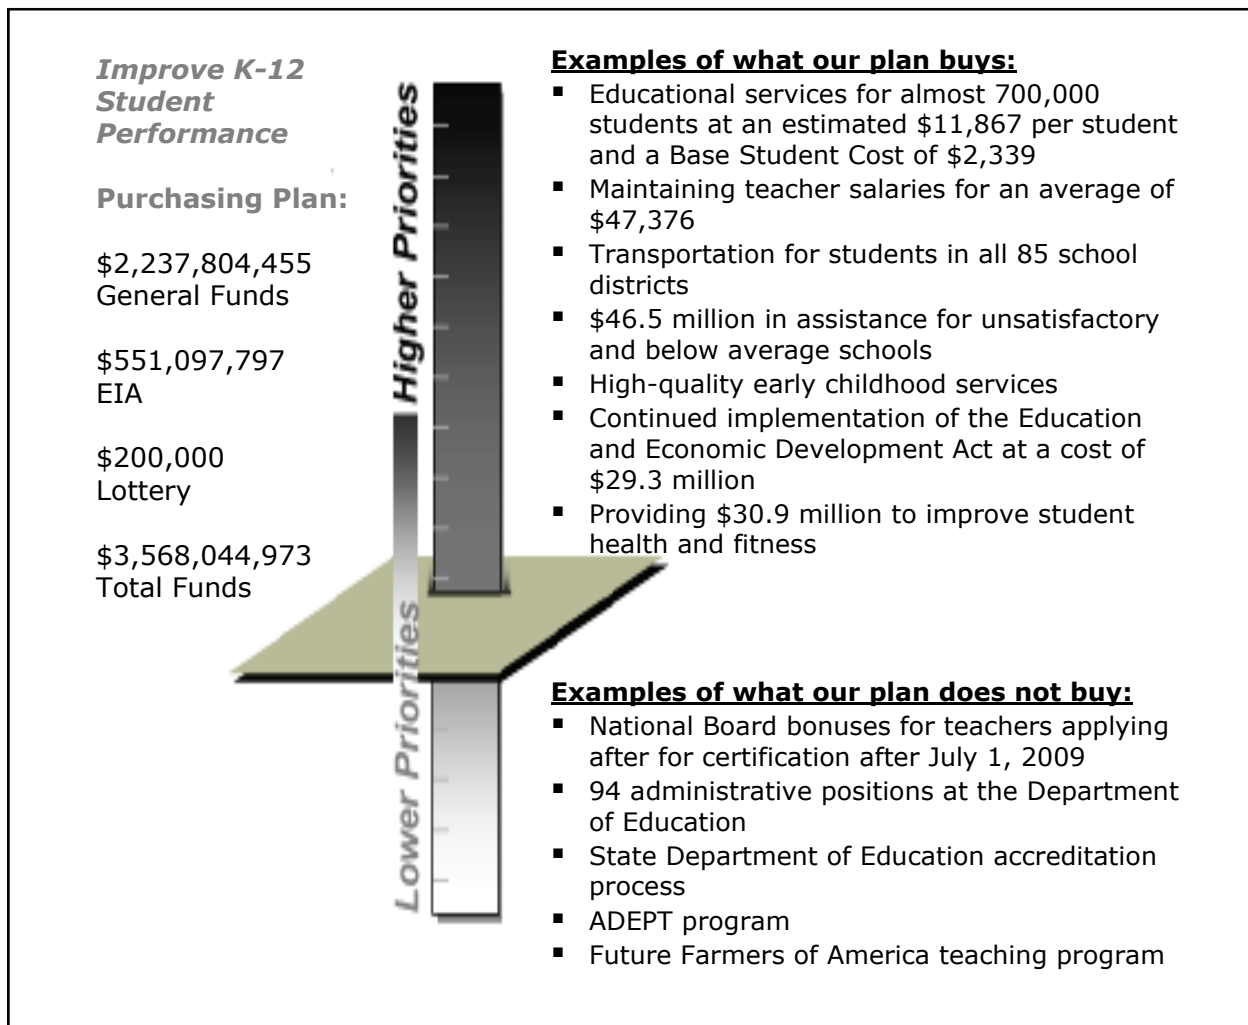 Improve K-12
Student
Performance
Purchasing Plan:
$2,237,804,455
General Funds
$551,097,797
EIA
$200,000
Lottery
$3,568,044,973
Total Funds
Higher Priorities
Lower Priorities
Examples of what our plan buys:
▪ Educational services for almost 700,000
students at an estimated $11,867 per student
and a Base Student Cost of $2,339
▪ Maintaining teacher salaries for an average of
$47,376
▪ Transportation for students in all 85 school
districts
▪ $46.5 million in assistance for unsatisfactory
and below average schools
▪ High-quality early childhood services
▪ Continued implementation of the Education
and Economic Development Act at a cost of
$29.3 million
▪ Providing $30.9 million to improve student
health and fitness
Examples of what our plan does not buy:
▪ National Board bonuses for teachers applying
after for certification after July 1, 2009
▪ 94 administrative positions at the Department
of Education
▪ State Department of Education accreditation
process
▪ ADEPT program
▪ Future Farmers of America teaching program